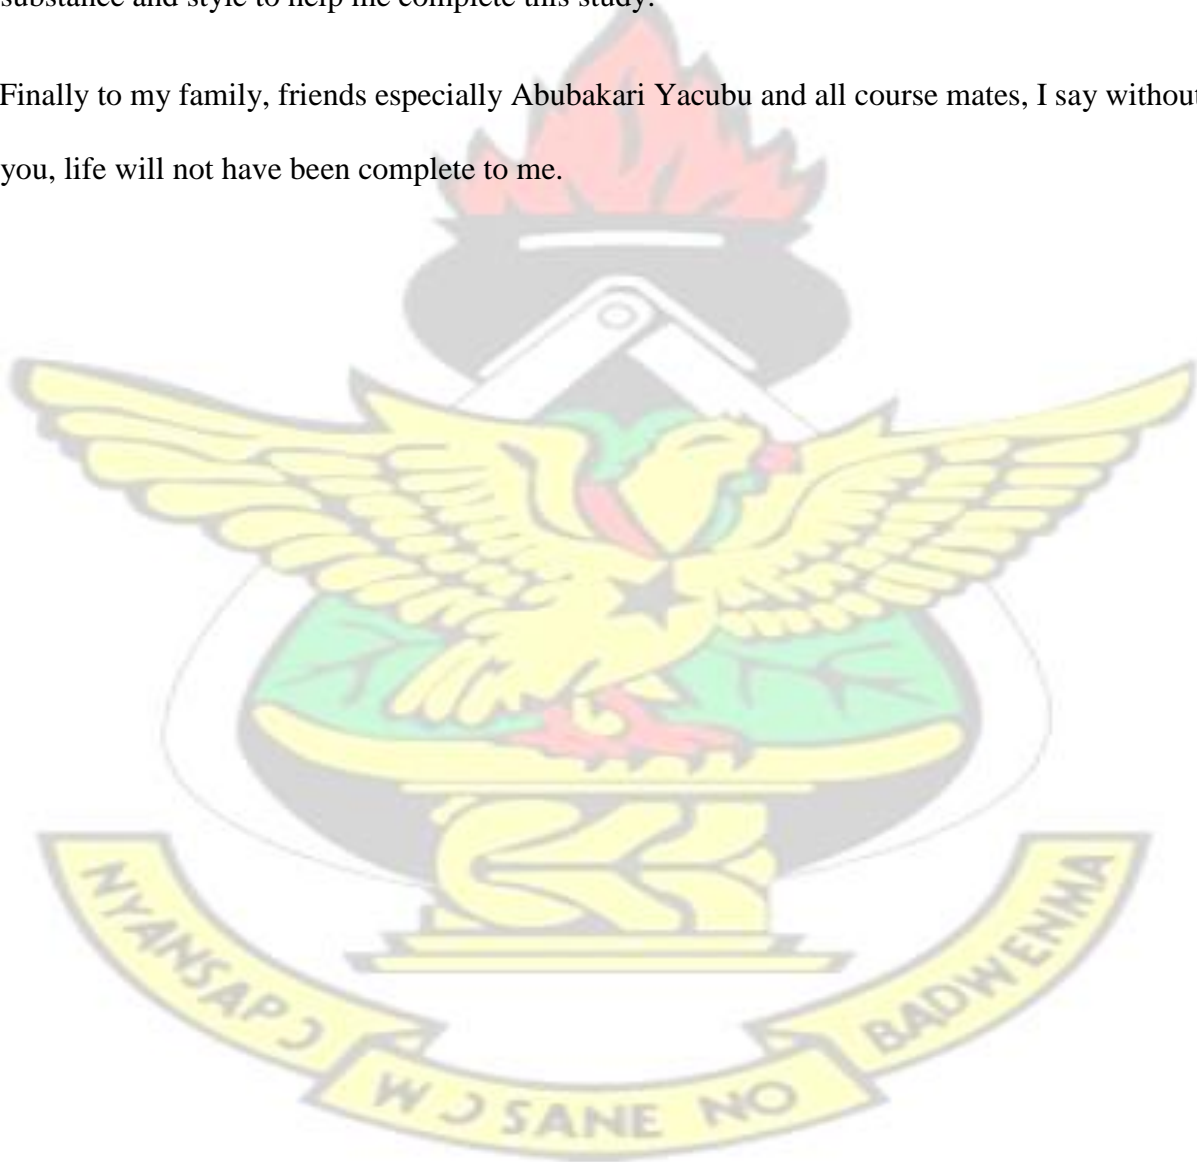 substance and style to help me complete this study.
Finally to my family, friends especially Abubakari Yacubu and all course mates, I say without
you, life will not have been complete to me.
NYANSAPƆ
WƆSANE NO
BADWENMA